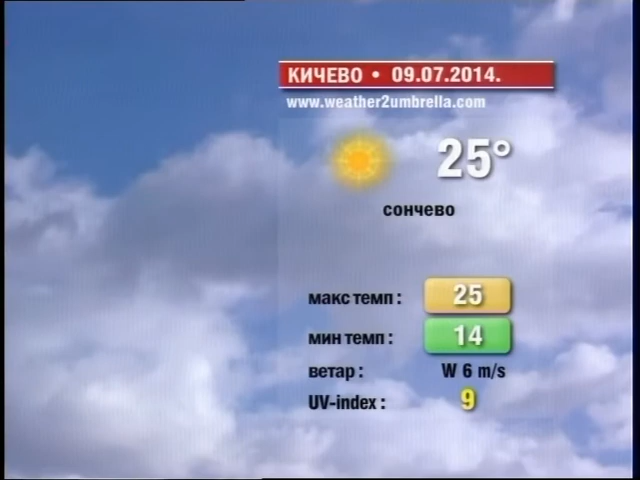 КИЧЕВО • 09.07.2014.
www.weather2umbrella.com
25°
сончево
макс темп : 25
мин темп : 14
ветар : W 6 m/s
UV-index : 9